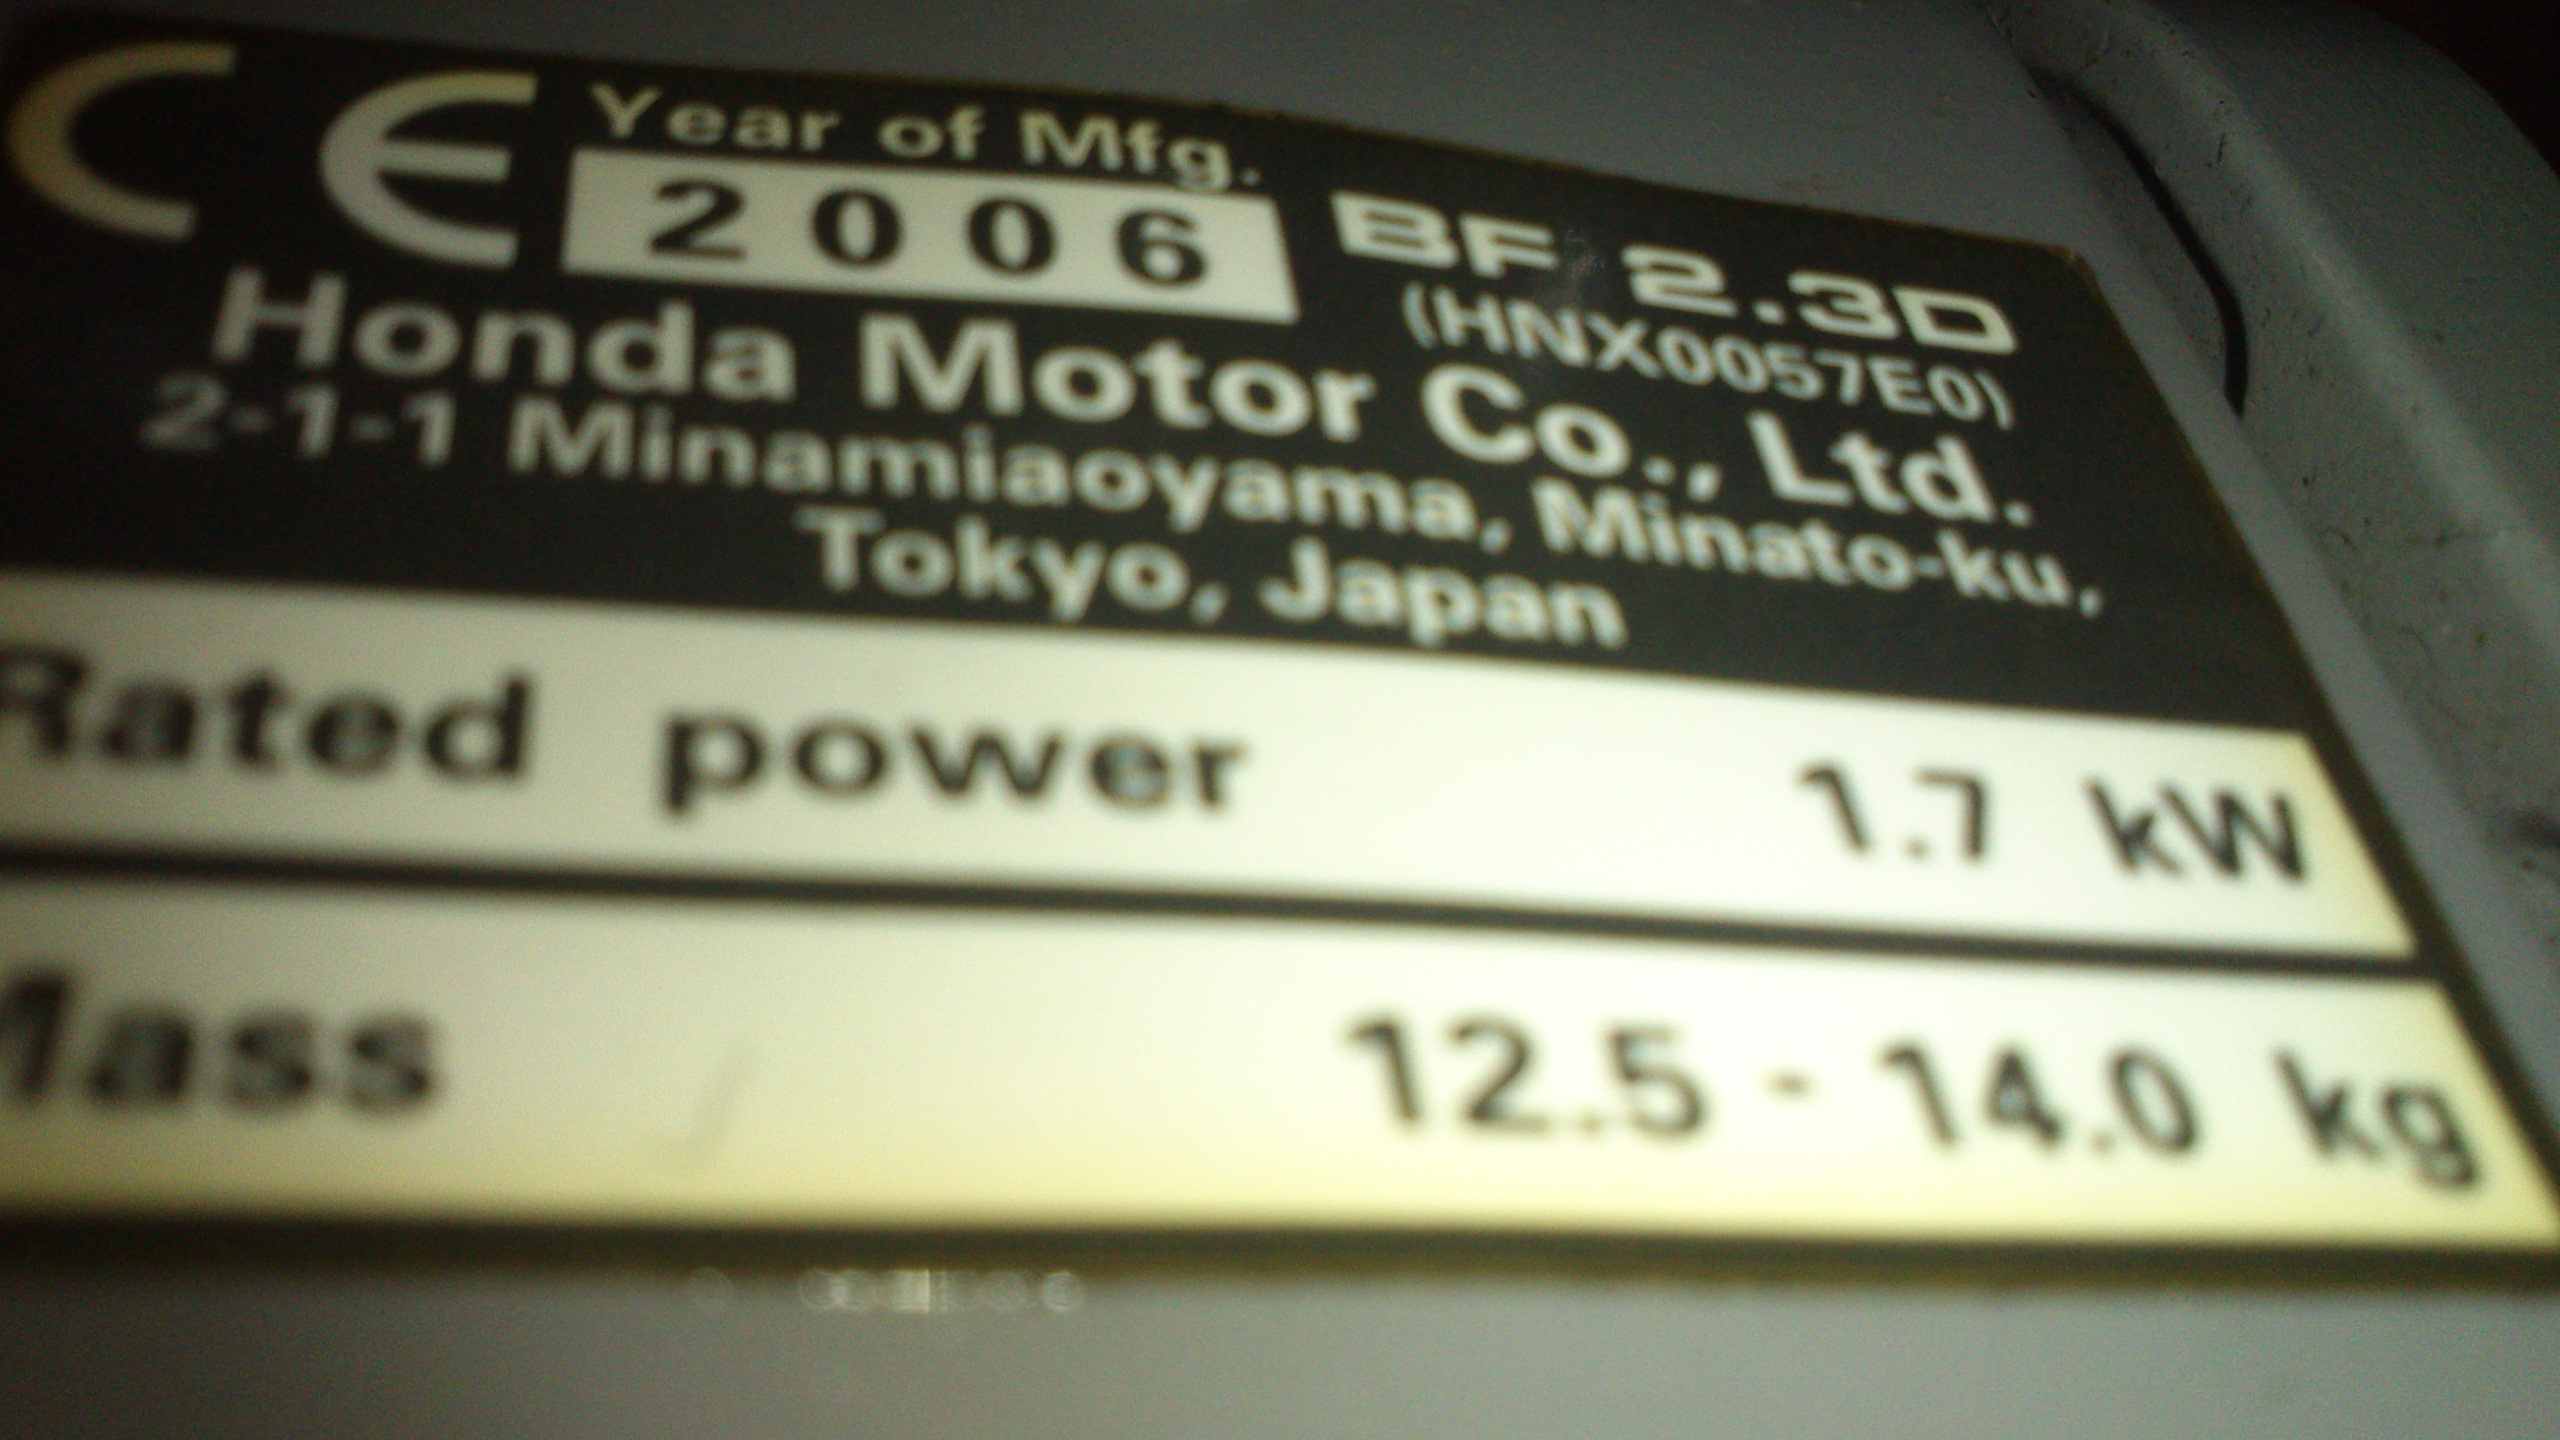 CE Year of Mfg.
2006
BF 2.3D
(HNX0057E0)
Honda Motor Co., Ltd.
2-1-1 Minamiaoyama, Minato-ku,
Tokyo, Japan
Rated power 1.7 kW
Mass 12.5 - 14.0 kg